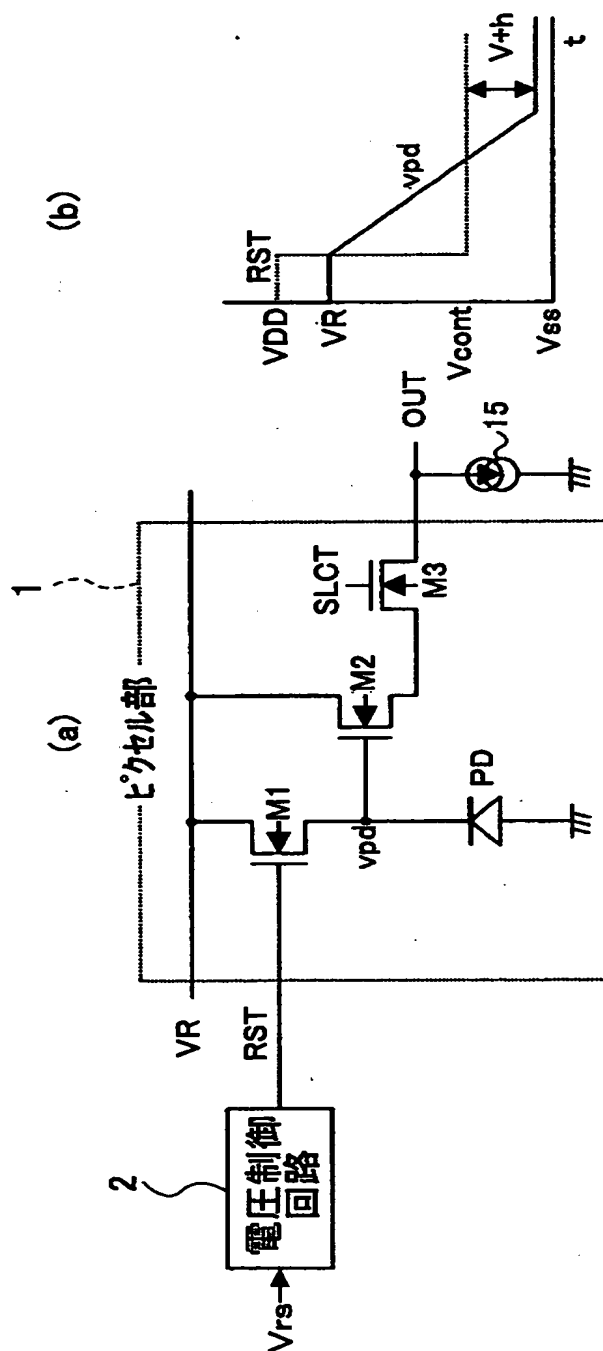 (a)
1
ピクセル部
VR
RST
M1
M2
SLCT
M3
OUT
15
vpd
PD
2
電圧制御
回路
Vrs
(b)
VDD
RST
VR
vpd
Vcont
V+h
Vss
t